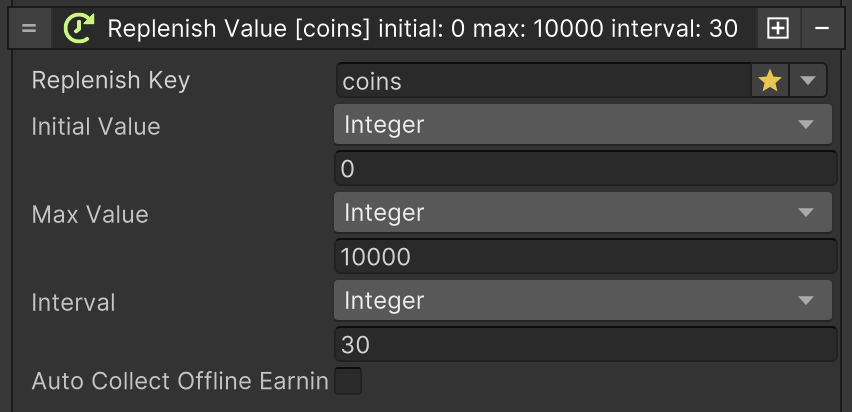 = Replenish Value [coins] initial: 0 max: 10000 interval: 30
Replenish Key coins
Initial Value Integer
0
Max Value Integer
10000
Interval Integer
30
Auto Collect Offline Earnin